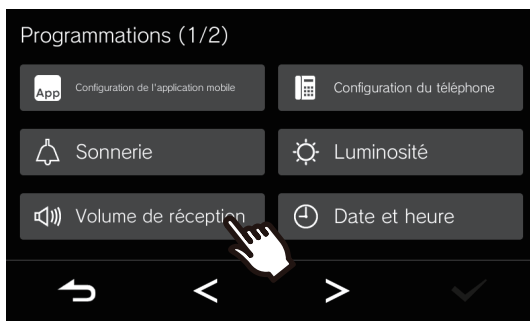 Programmations (1/2)
App Configuration de l'application mobile
Configuration du téléphone
Sonnerie
Luminosité
Volume de réception
Date et heure